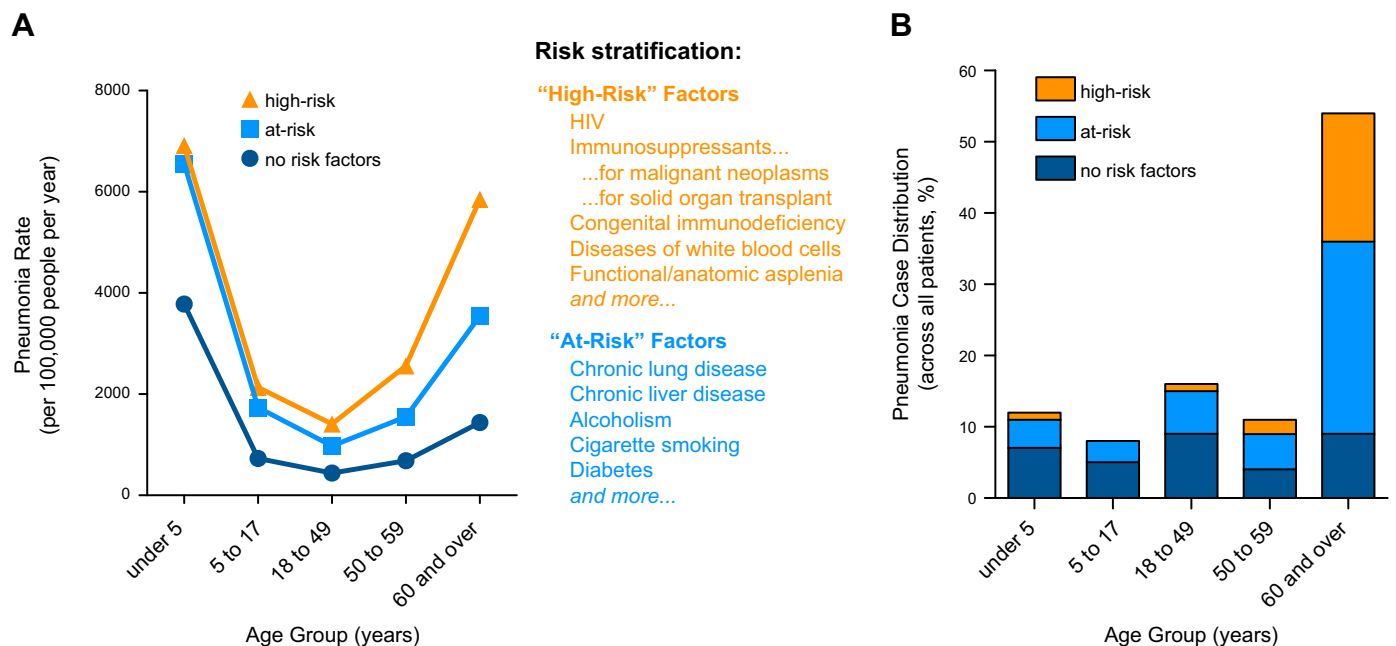 A
Pneumonia Rate
(per 100,000 people per year)
8000
6000
4000
2000
0
high-risk
at-risk
no risk factors
under 5
5 to 17
18 to 49
50 to 59
60 and over
Age Group (years)
Risk stratification:
“High-Risk” Factors
HIV
Immunosuppressants...
...for malignant neoplasms
...for solid organ transplant
Congenital immunodeficiency
Diseases of white blood cells
Functional/anatomic asplenia
and more...
“At-Risk” Factors
Chronic lung disease
Chronic liver disease
Alcoholism
Cigarette smoking
Diabetes
and more...
B
Pneumonia Case Distribution
(across all patients, %)
60
50
40
30
20
10
0
high-risk
at-risk
no risk factors
under 5
5 to 17
18 to 49
50 to 59
60 and over
Age Group (years)